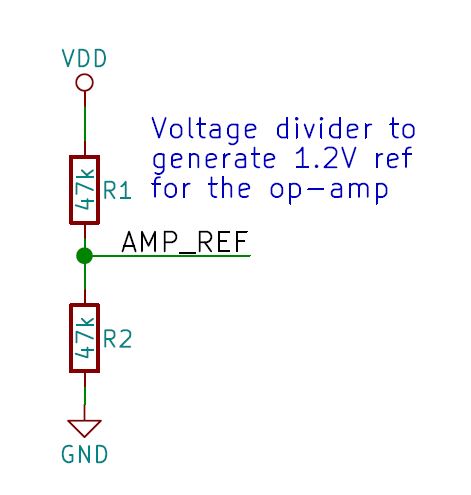 VDD
Voltage divider to
generate 1.2V ref
for the op-amp
47k R1
AMP_REF
47k R2
GND